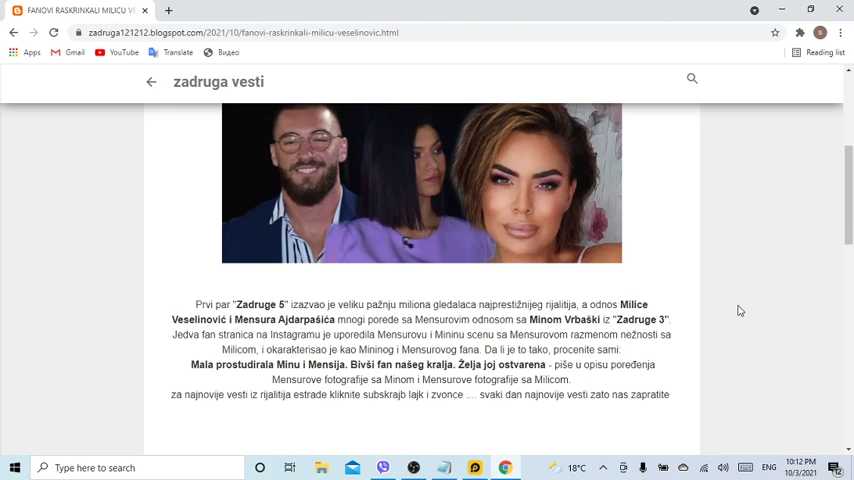 FANOVI RASKRINKALI MILICU VE
zadruga121212.blogspot.com/2021/10/fanovi-raskrinkali-milicu-veselinovic.html
Apps
Gmail
YouTube
Translate
Видео
Reading list
zadruga vesti
Prvi par "Zadruge 5" izazvao je veliku pažnju miliona gledalaca najprestižnijeg rijalitija, a odnos Milice
Veselinović i Mensura Ajdarpašića mnogi porede sa Mensurovim odnosom sa Minom Vrbaški iz "Zadruge 3".
Jedva fan stranica na Instagramu je uporedila Mensurovu i Mininu scenu sa Mensurovom razmenom nežnosti sa
Milicom, i okarakterisao je kao Mininog i Mensurovog fana. Da li je to tako, procenite sami:
Mala prostudirala Minu i Mensija. Bivši fan našeg kralja. Želja joj ostvarena - piše u opisu poređenja
Mensurove fotografije sa Minom i Mensurove fotografije sa Milicom.
za najnovije vesti iz rijalitija estrade kliknite subskrajb lajk i zvonce .... svaki dan najnovije vesti zato nas zapratite
Type here to search
18°C
ENG
10:12 PM
10/3/2021
12